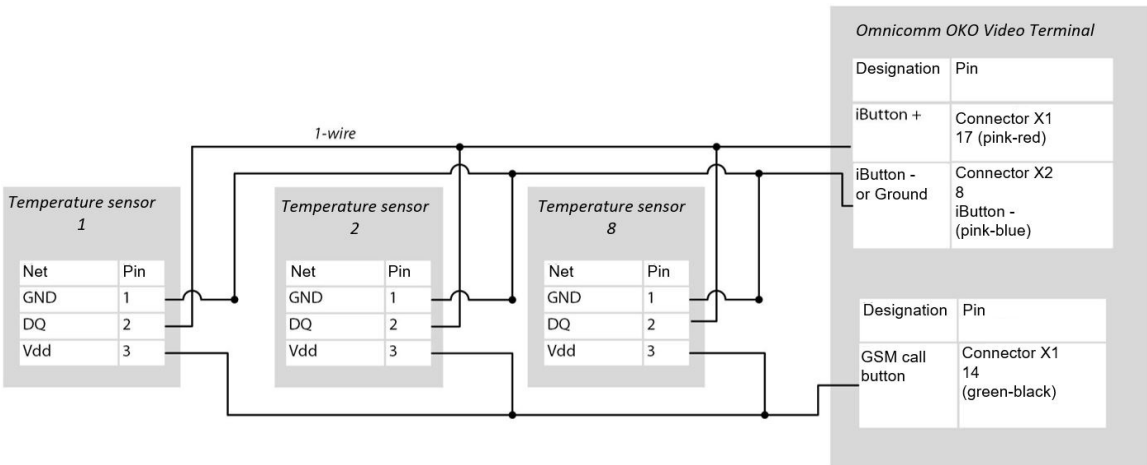 Omnicomm OKO Video Terminal
Designation Pin
iButton + Connector X1
17 (pink-red)
iButton - Connector X2
or Ground 8
iButton -
(pink-blue)
1-wire
Temperature sensor
1
Net Pin
GND 1
DQ 2
Vdd 3
Temperature sensor
2
Net Pin
GND 1
DQ 2
Vdd 3
Temperature sensor
8
Net Pin
GND 1
DQ 2
Vdd 3
Designation Pin
GSM call Connector X1
button 14
(green-black)